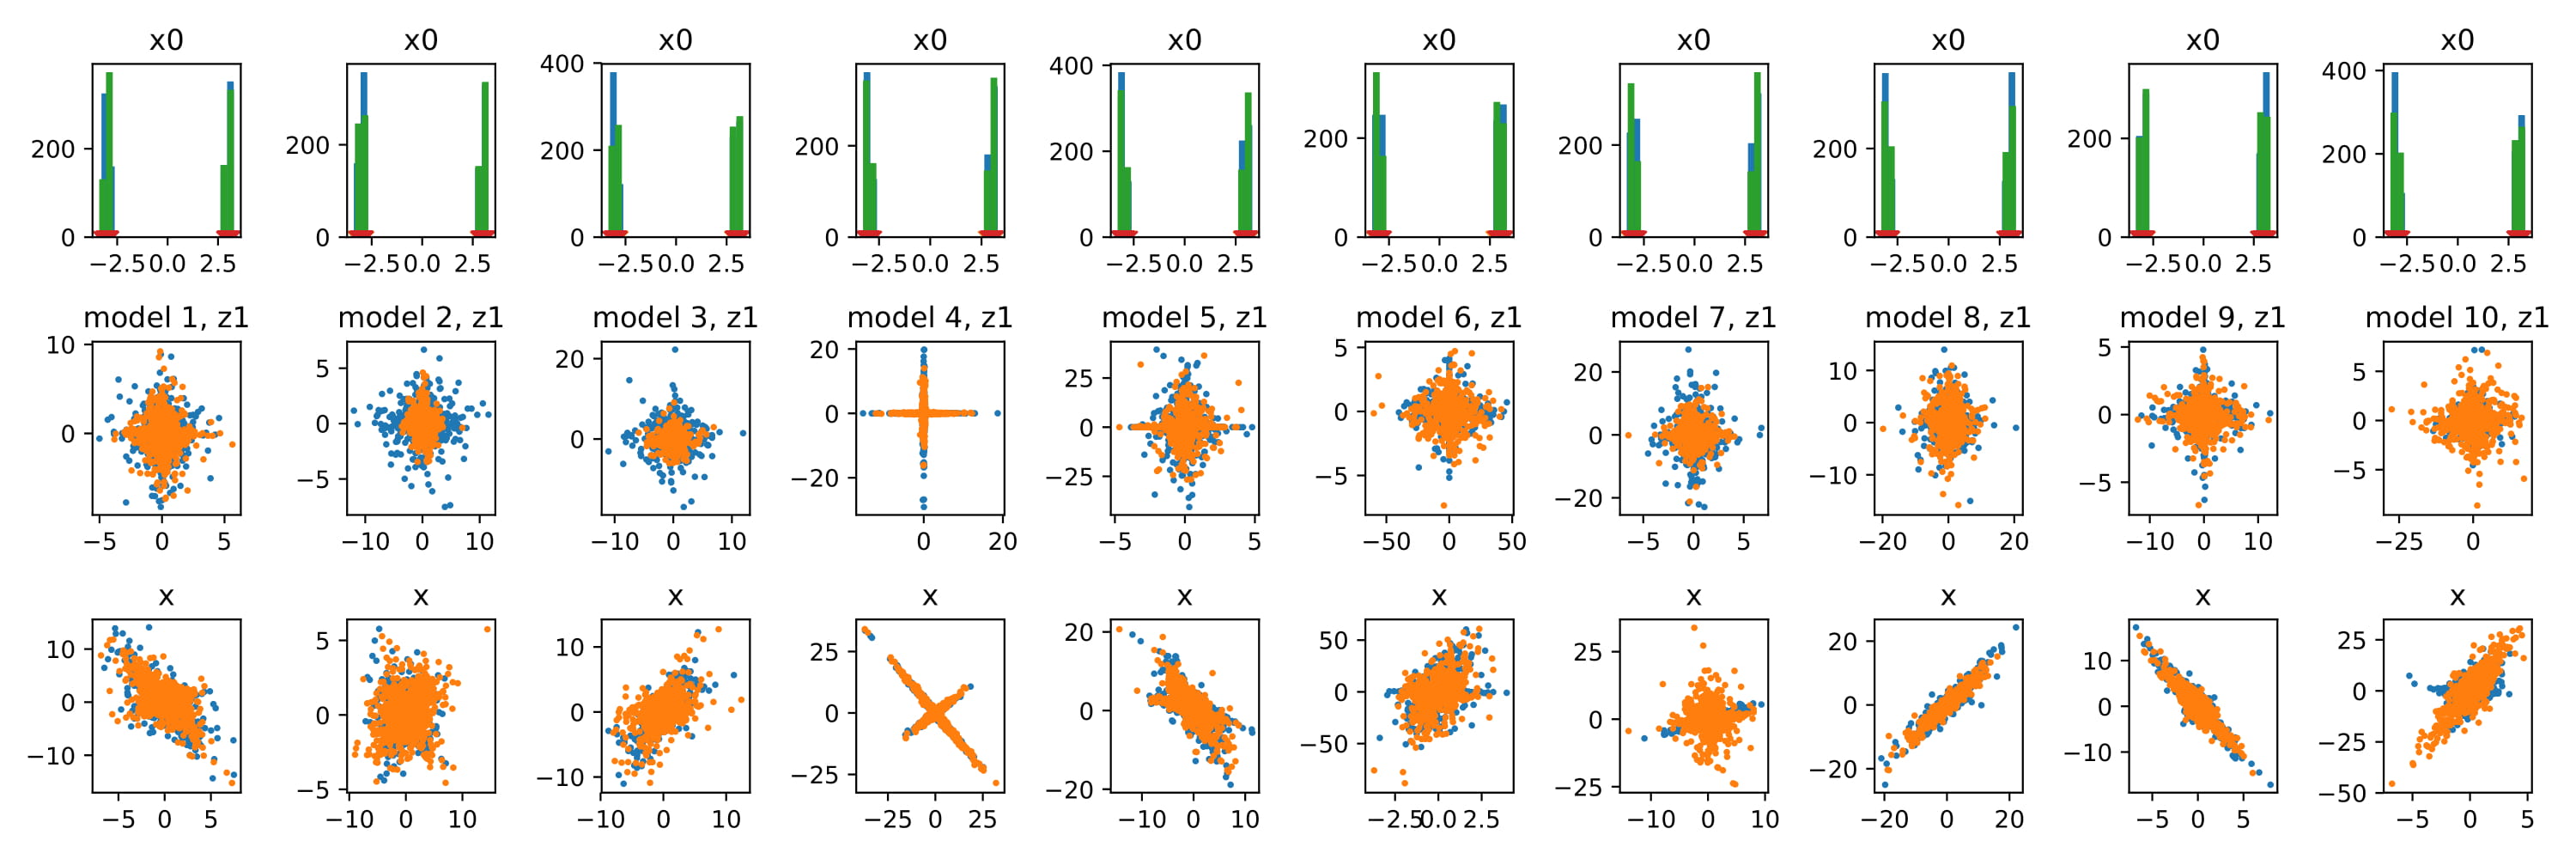 x0 x0 x0 x0 x0 x0 x0 x0 x0 x0
400 400 400
200 200 200 200 200 200 200 200 200 200
0 0 0 0 0 0 0 0 0 0
−2.5 0.0 2.5 −2.5 0.0 2.5 −2.5 0.0 2.5 −2.5 0.0 2.5 −2.5 0.0 2.5 −2.5 0.0 2.5 −2.5 0.0 2.5 −2.5 0.0 2.5 −2.5 0.0 2.5 −2.5 0.0 2.5
model 1, z1 model 2, z1 model 3, z1 model 4, z1 model 5, z1 model 6, z1 model 7, z1 model 8, z1 model 9, z1 model 10, z1
10 5 20 20 25 5 20 10 5 5
0 0 0 0 0 0 0 0 0 0
−5 −20 −25 −5 −20 −10 −5 −5
−5 0 5 −10 0 10 −10 0 10 0 20 −5 0 5 −50 0 50 −5 0 5 −20 0 20 −10 0 10 −25 0
x x x x x x x x x x
10 5 10 25 20 50 25 20 10 25
0 0 0 0 0 0 0 0 0 0
−10 −5 −10 −25 −20 −50 −25 −20 −10 −25
−50
−5 0 5 −10 0 10 −10 0 10 −25 0 25 −10 0 10 −2.5 0.0 2.5 −10 0 10 −20 0 20 −5 0 5 −5 0 5